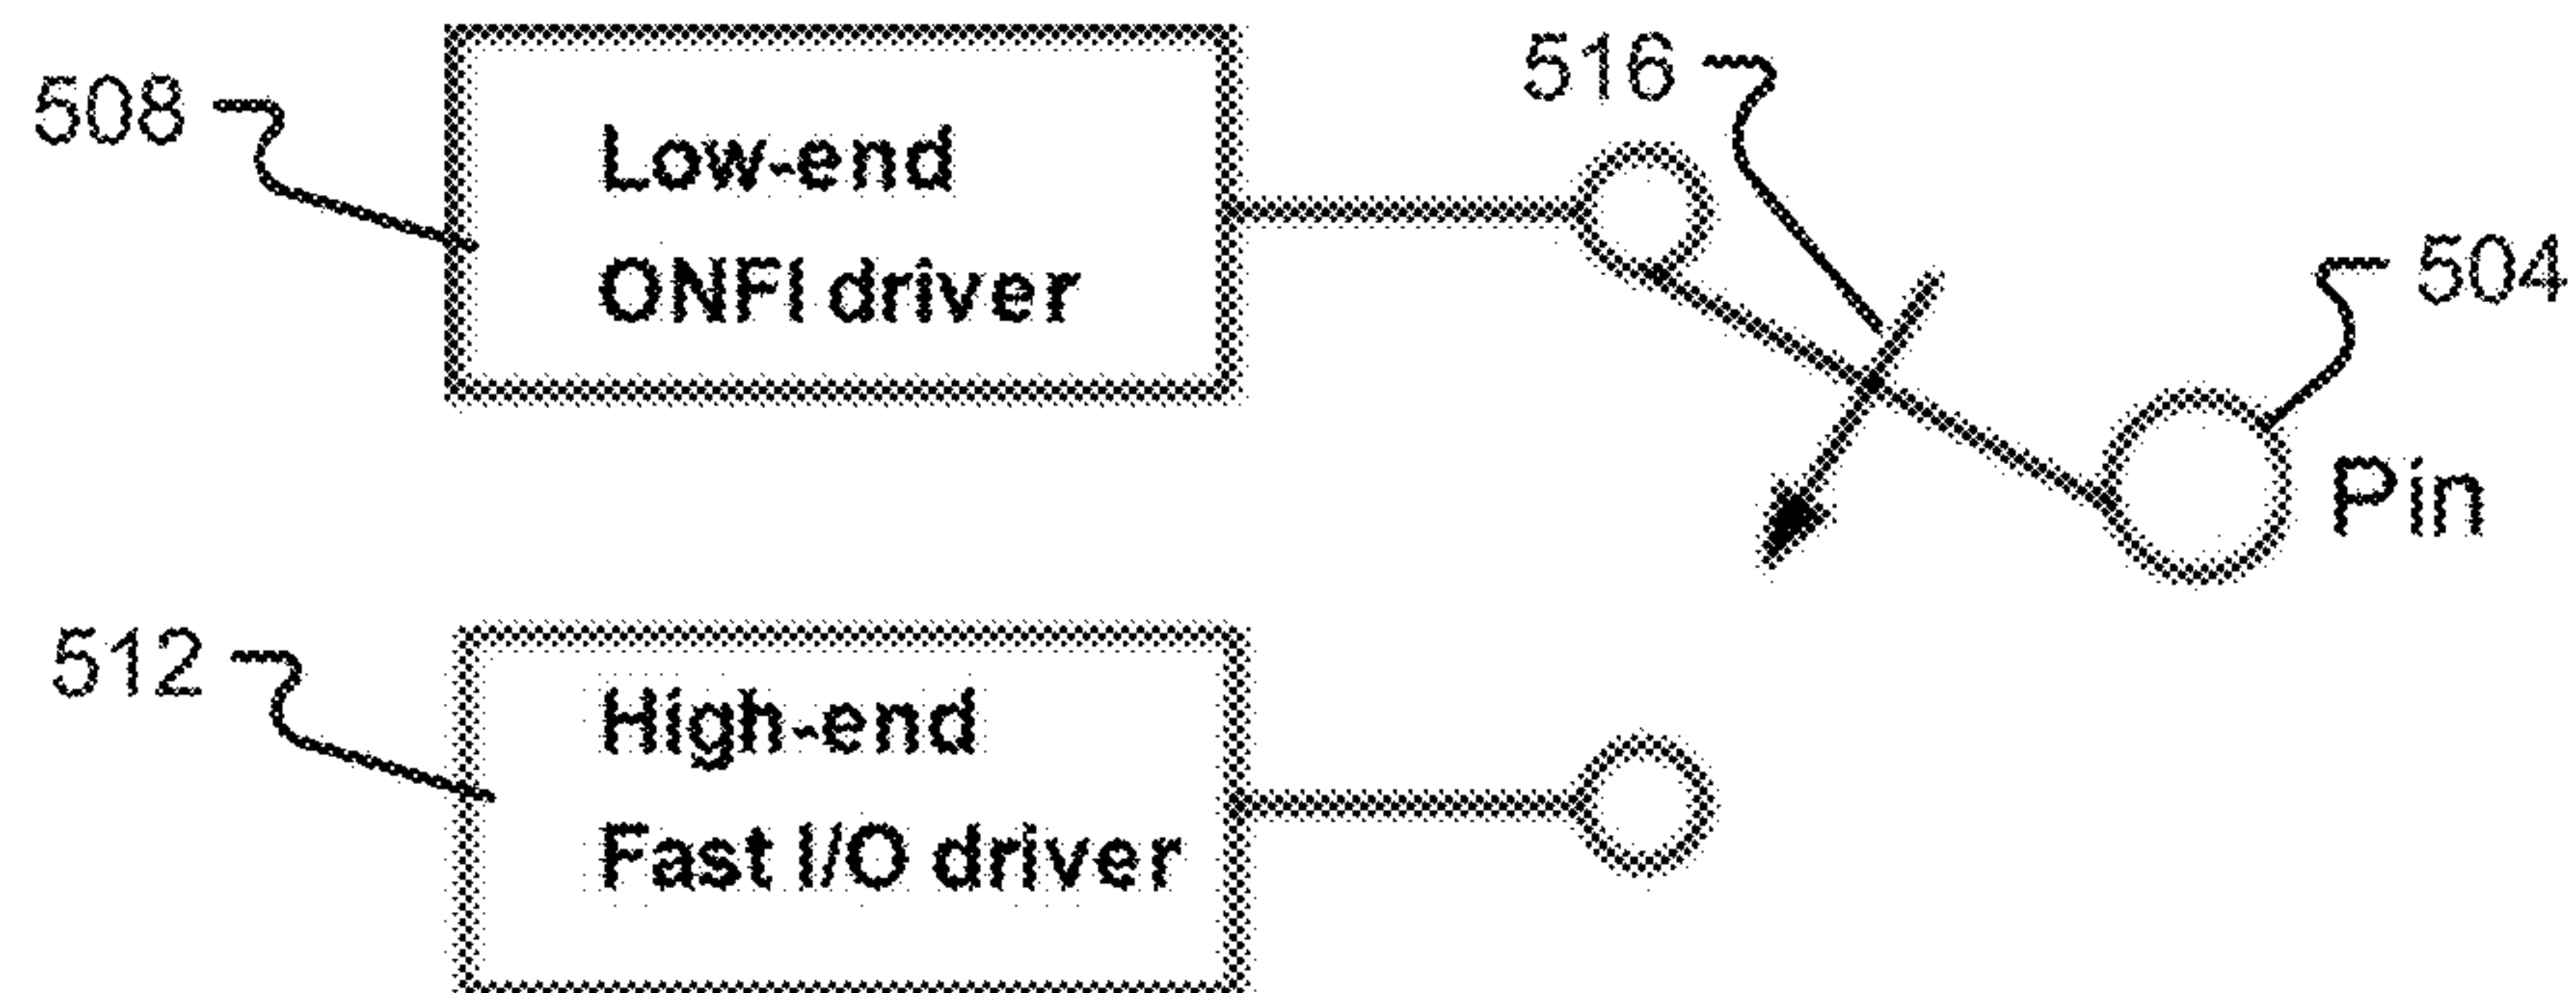 508
Low-end
ONFI driver
516
504
Pin
512
High-end
Fast I/O driver